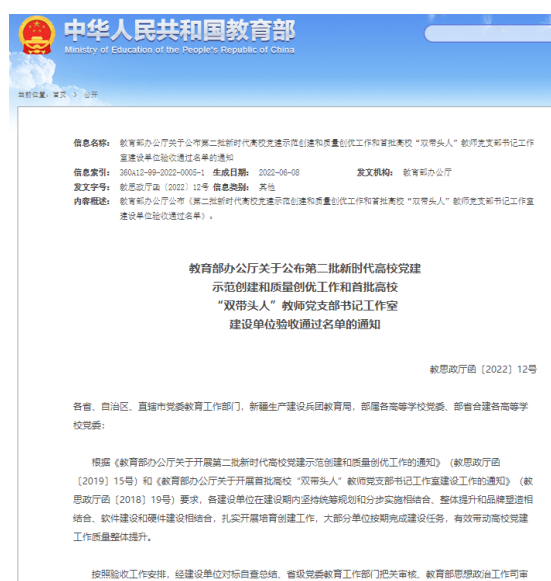 中华人民共和国教育部
Ministry of Education of the People's Republic of China
当前位置：首页 > 公开
信息名称： 教育部办公厅关于公布第二批新时代高校党建示范创建和质量创优工作和首批高校“双带头人”教师党支部书记工作
室建设单位验收通过名单的通知
信息索引： 360A12-99-2022-0005-1 生成日期： 2022-06-08 发文机构： 教育部办公厅
发文字号： 教思政厅函〔2022〕12号 信息类别： 其他
内容概述： 教育部办公厅公布《第二批新时代高校党建示范创建和质量创优工作和首批高校“双带头人”教师党支部书记工作室
建设单位验收通过名单》。
教育部办公厅关于公布第二批新时代高校党建
示范创建和质量创优工作和首批高校
“双带头人”教师党支部书记工作室
建设单位验收通过名单的通知
教思政厅函〔2022〕12号
各省、自治区、直辖市党委教育工作部门，新疆生产建设兵团教育局，部属各高等学校党委、部省合建各高等学
校党委：
根据《教育部办公厅关于开展第二批新时代高校党建示范创建和质量创优工作的通知》（教思政厅函
〔2019〕15号）和《教育部办公厅关于开展首批高校“双带头人”教师党支部书记工作室建设工作的通知》（教
思政厅函〔2018〕19号）要求，各建设单位在建设期内坚持统筹规划和分步实施相结合、整体提升和品牌塑造相
结合、软件建设和硬件建设相结合，扎实开展培育创建工作，大部分单位按期完成建设任务，有效带动高校党建
工作质量整体提升。
按照验收工作安排，经建设单位对标自查总结、省级党委教育工作部门把关审核、教育部思想政治工作司审